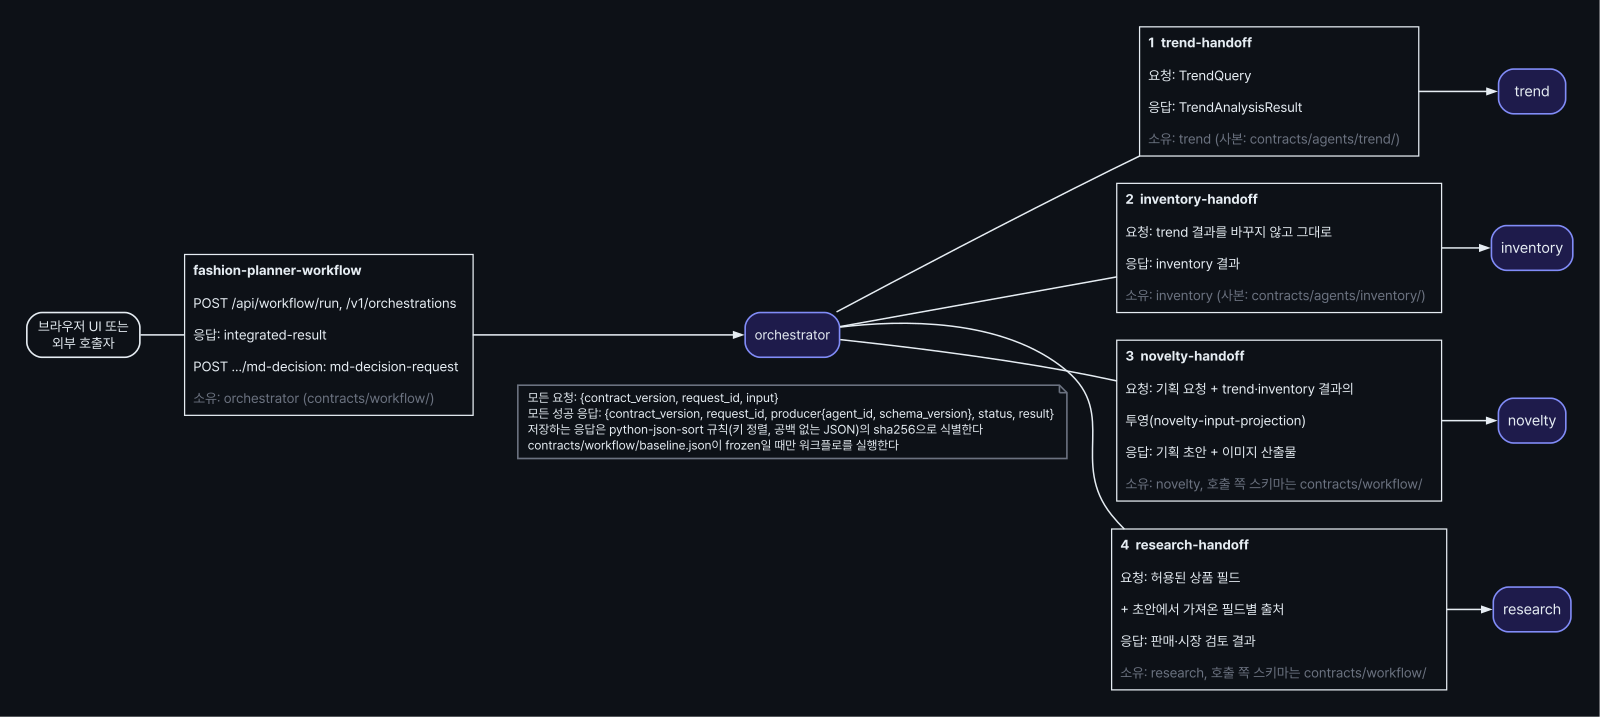 브라우저 UI 또는
외부 호출자
fashion-planner-workflow
POST /api/workflow/run, /v1/orchestrations
응답: integrated-result
POST .../md-decision: md-decision-request
소유: orchestrator (contracts/workflow/)
orchestrator
모든 요청: {contract_version, request_id, input}
모든 성공 응답: {contract_version, request_id, producer{agent_id, schema_version}, status, result}
저장하는 응답은 python-json-sort 규칙(키 정렬, 공백 없는 JSON)의 sha256으로 식별한다
contracts/workflow/baseline.json이 frozen일 때만 워크플로를 실행한다
1 trend-handoff
요청: TrendQuery
응답: TrendAnalysisResult
소유: trend (사본: contracts/agents/trend/)
trend
2 inventory-handoff
요청: trend 결과를 바꾸지 않고 그대로
응답: inventory 결과
소유: inventory (사본: contracts/agents/inventory/)
inventory
3 novelty-handoff
요청: 기획 요청 + trend·inventory 결과의
투영(novelty-input-projection)
응답: 기획 초안 + 이미지 산출물
소유: novelty, 호출 쪽 스키마는 contracts/workflow/
novelty
4 research-handoff
요청: 허용된 상품 필드
+ 초안에서 가져온 필드별 출처
응답: 판매·시장 검토 결과
소유: research, 호출 쪽 스키마는 contracts/workflow/
research